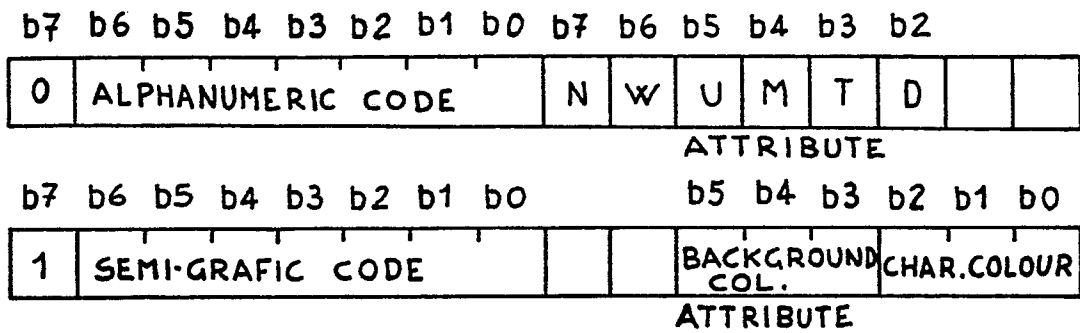 b7 b6 b5 b4 b3 b2 b1 b0 b7 b6 b5 b4 b3 b2
0 ALPHANUMERIC CODE N W U M T D
ATTRIBUTE
b7 b6 b5 b4 b3 b2 b1 b0 b5 b4 b3 b2 b1 b0
1 SEMI-GRAFIC CODE BACKGROUND COL. CHAR.COLOUR
ATTRIBUTE